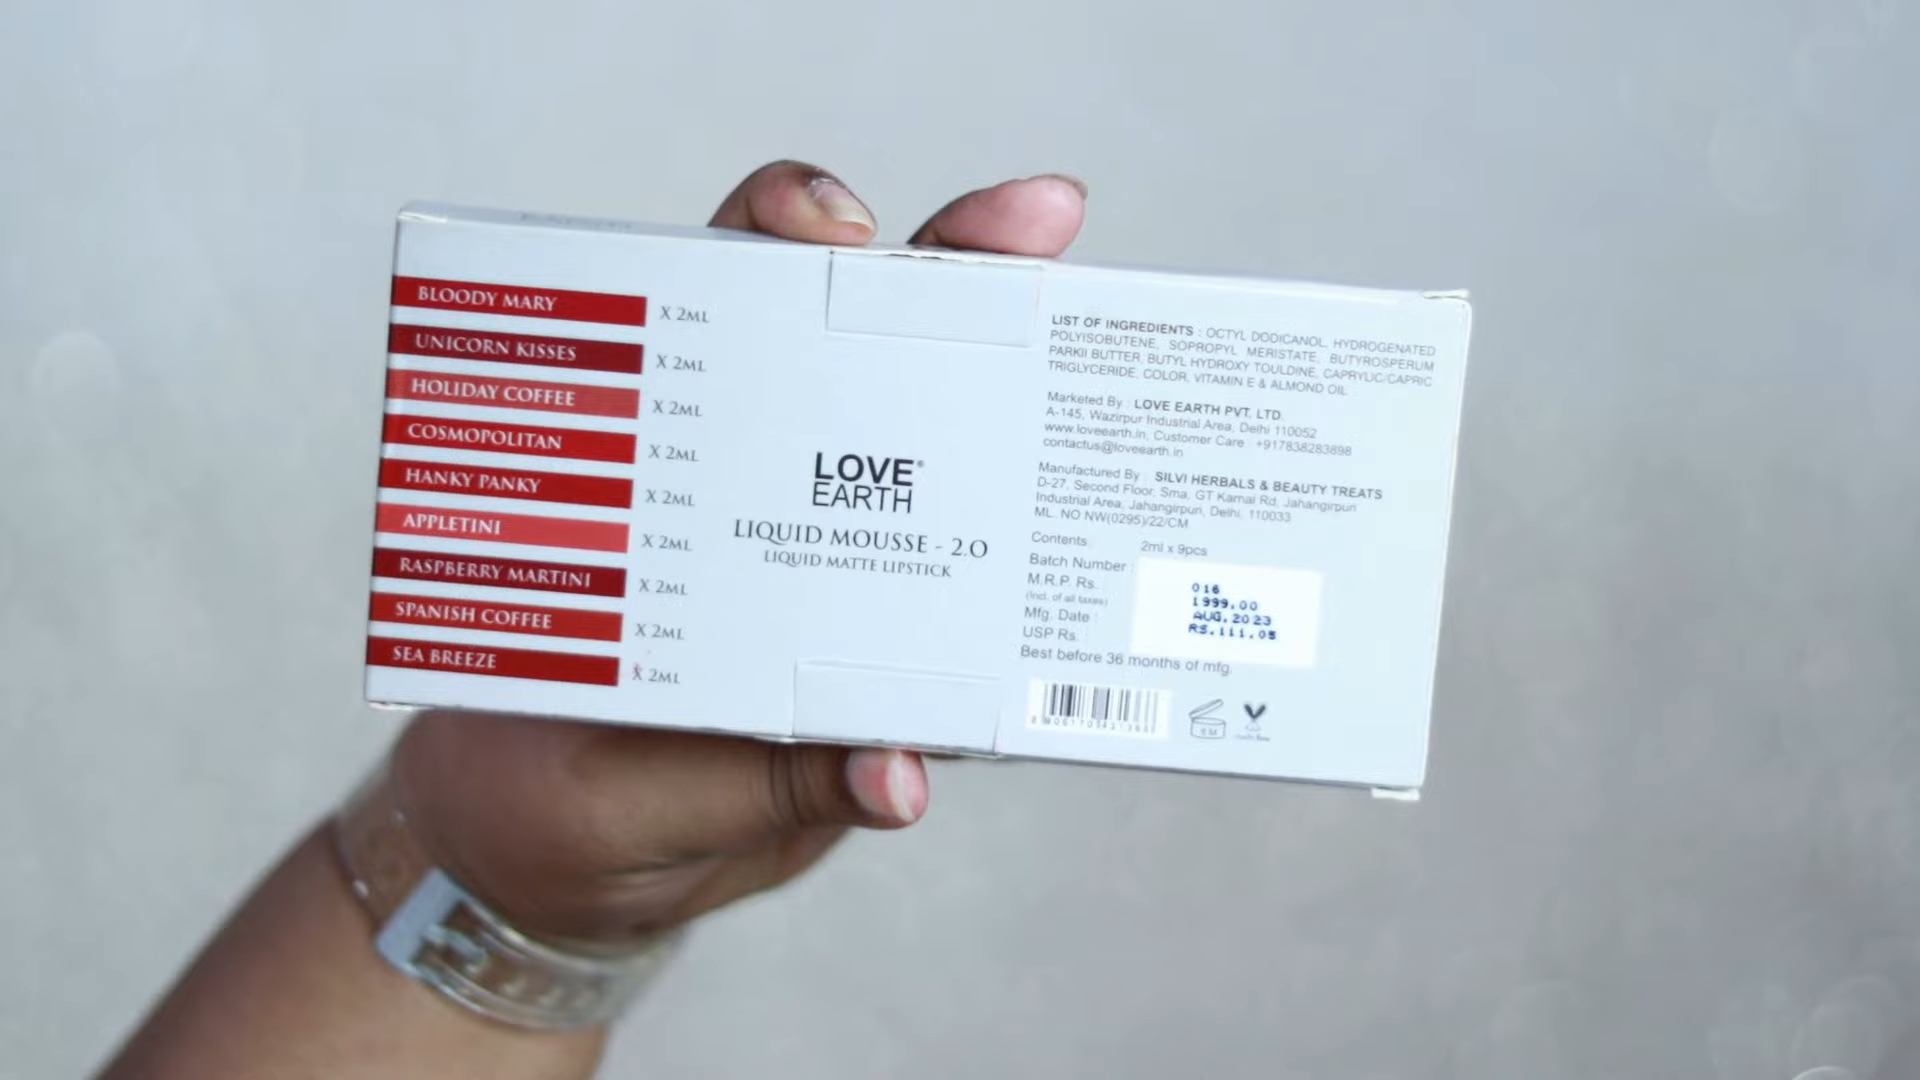 BLOODY MARY X 2ML
UNICORN KISSES X 2ML
HOLIDAY COFFEE X 2ML
COSMOPOLITAN X 2ML
HANKY PANKY X 2ML
APPLETINI X 2ML
RASPBERRY MARTINI X 2ML
SPANISH COFFEE X 2ML
SEA BREEZE X 2ML
LOVE®
EARTH
LIQUID MOUSSE - 2.0
LIQUID MATTE LIPSTICK
LIST OF INGREDIENTS : OCTYL DODICANOL, HYDROGENATED
POLYISOBUTENE, SOPROPYL MERISTATE, BUTYROSPERUM
PARKII BUTTER, BUTYL HYDROXY TOULDINE, CAPRYLIC/CAPRIC
TRIGLYCERIDE, COLOR, VITAMIN E & ALMOND OIL
Marketed By : LOVE EARTH PVT. LTD.
A-145, Wazirpur Industrial Area, Delhi 110052
www.loveearth.in, Customer Care : +917838283898
contactus@loveearth.in
Manufactured By : SILVI HERBALS & BEAUTY TREATS
D-27, Second Floor, Sma, GT Karnal Rd, Jahangirpuri
Industrial Area, Jahangirpuri, Delhi, 110033
ML. NO NW(0295)/22/CM
Contents 2ml x 9pcs
Batch Number : 016
M.R.P. Rs. 1999.00
(Incl. of all taxes)
Mfg. Date : AUG.2023
USP Rs. : RS.111.05
Best before 36 months of mfg.